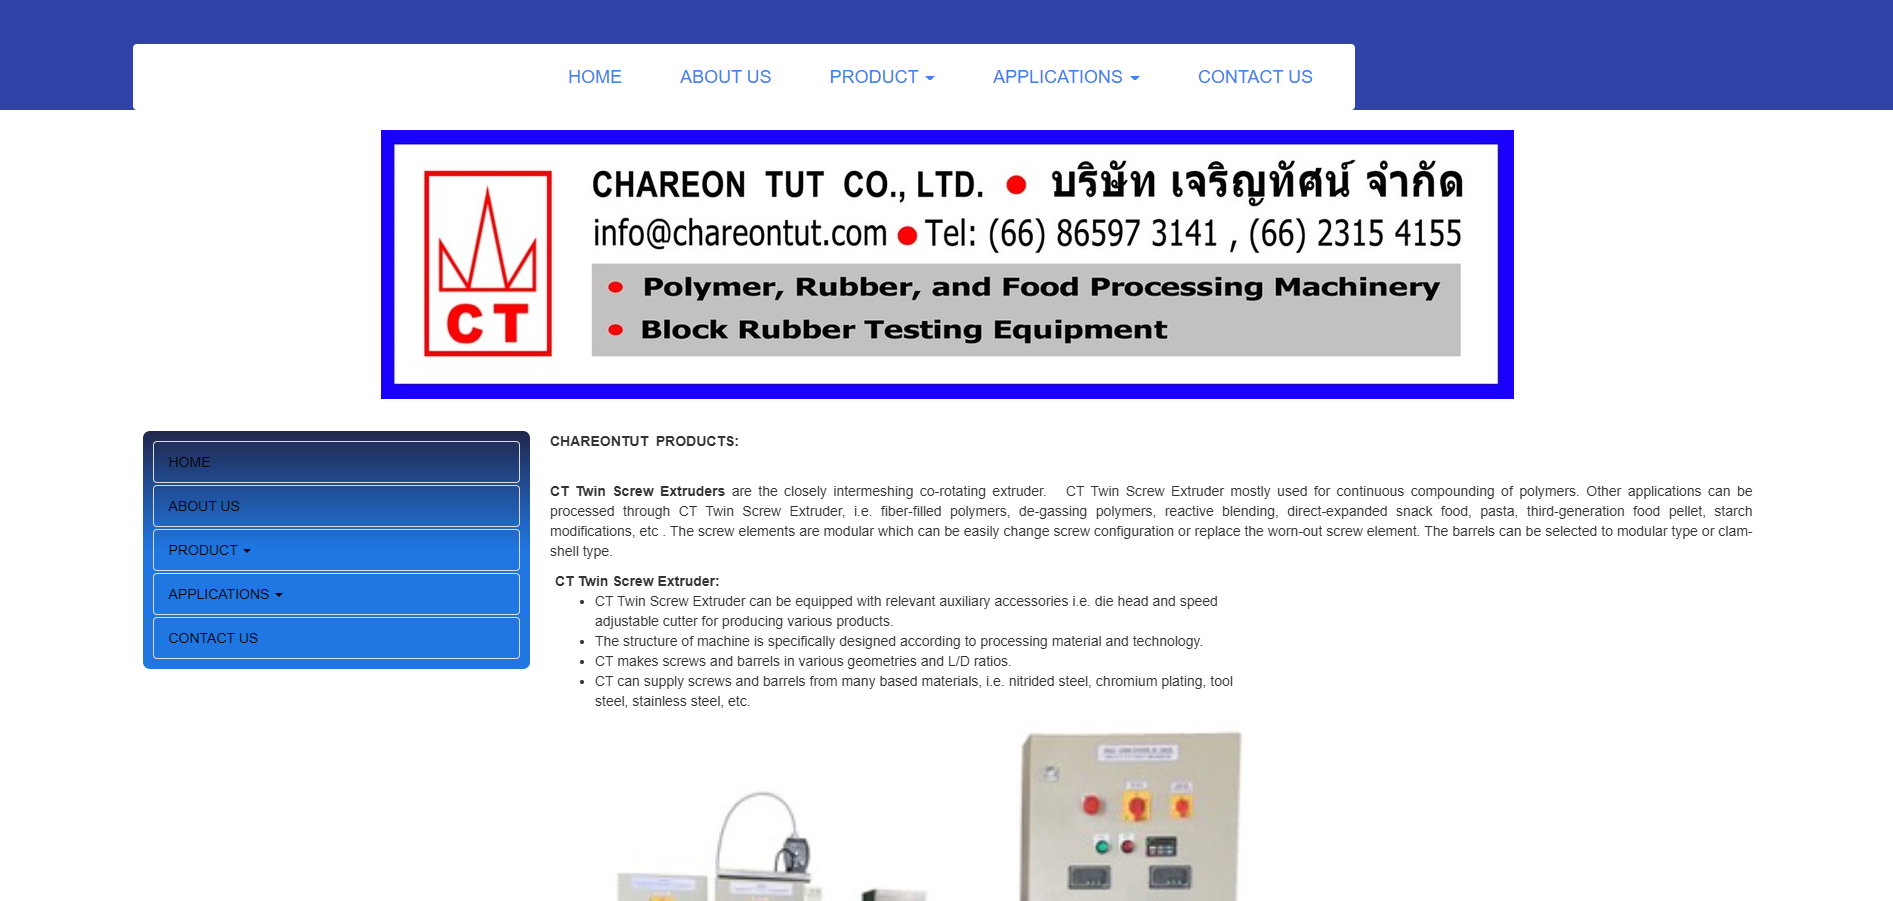 HOME ABOUT US PRODUCT APPLICATIONS CONTACT US
CHAREON TUT CO., LTD. ● บริษัท เจริญทัศน์ จำกัด
info@chareontut.com ● Tel: (66) 86597 3141 , (66) 2315 4155
• Polymer, Rubber, and Food Processing Machinery
• Block Rubber Testing Equipment
CT
HOME
ABOUT US
PRODUCT
APPLICATIONS
CONTACT US
CHAREONTUT PRODUCTS:
CT Twin Screw Extruders are the closely intermeshing co-rotating extruder. CT Twin Screw Extruder mostly used for continuous compounding of polymers. Other applications can be
processed through CT Twin Screw Extruder, i.e. fiber-filled polymers, de-gassing polymers, reactive blending, direct-expanded snack food, pasta, third-generation food pellet, starch
modifications, etc . The screw elements are modular which can be easily change screw configuration or replace the worn-out screw element. The barrels can be selected to modular type or clam-
shell type.
CT Twin Screw Extruder:
• CT Twin Screw Extruder can be equipped with relevant auxiliary accessories i.e. die head and speed
adjustable cutter for producing various products.
• The structure of machine is specifically designed according to processing material and technology.
• CT makes screws and barrels in various geometries and L/D ratios.
• CT can supply screws and barrels from many based materials, i.e. nitrided steel, chromium plating, tool
steel, stainless steel, etc.